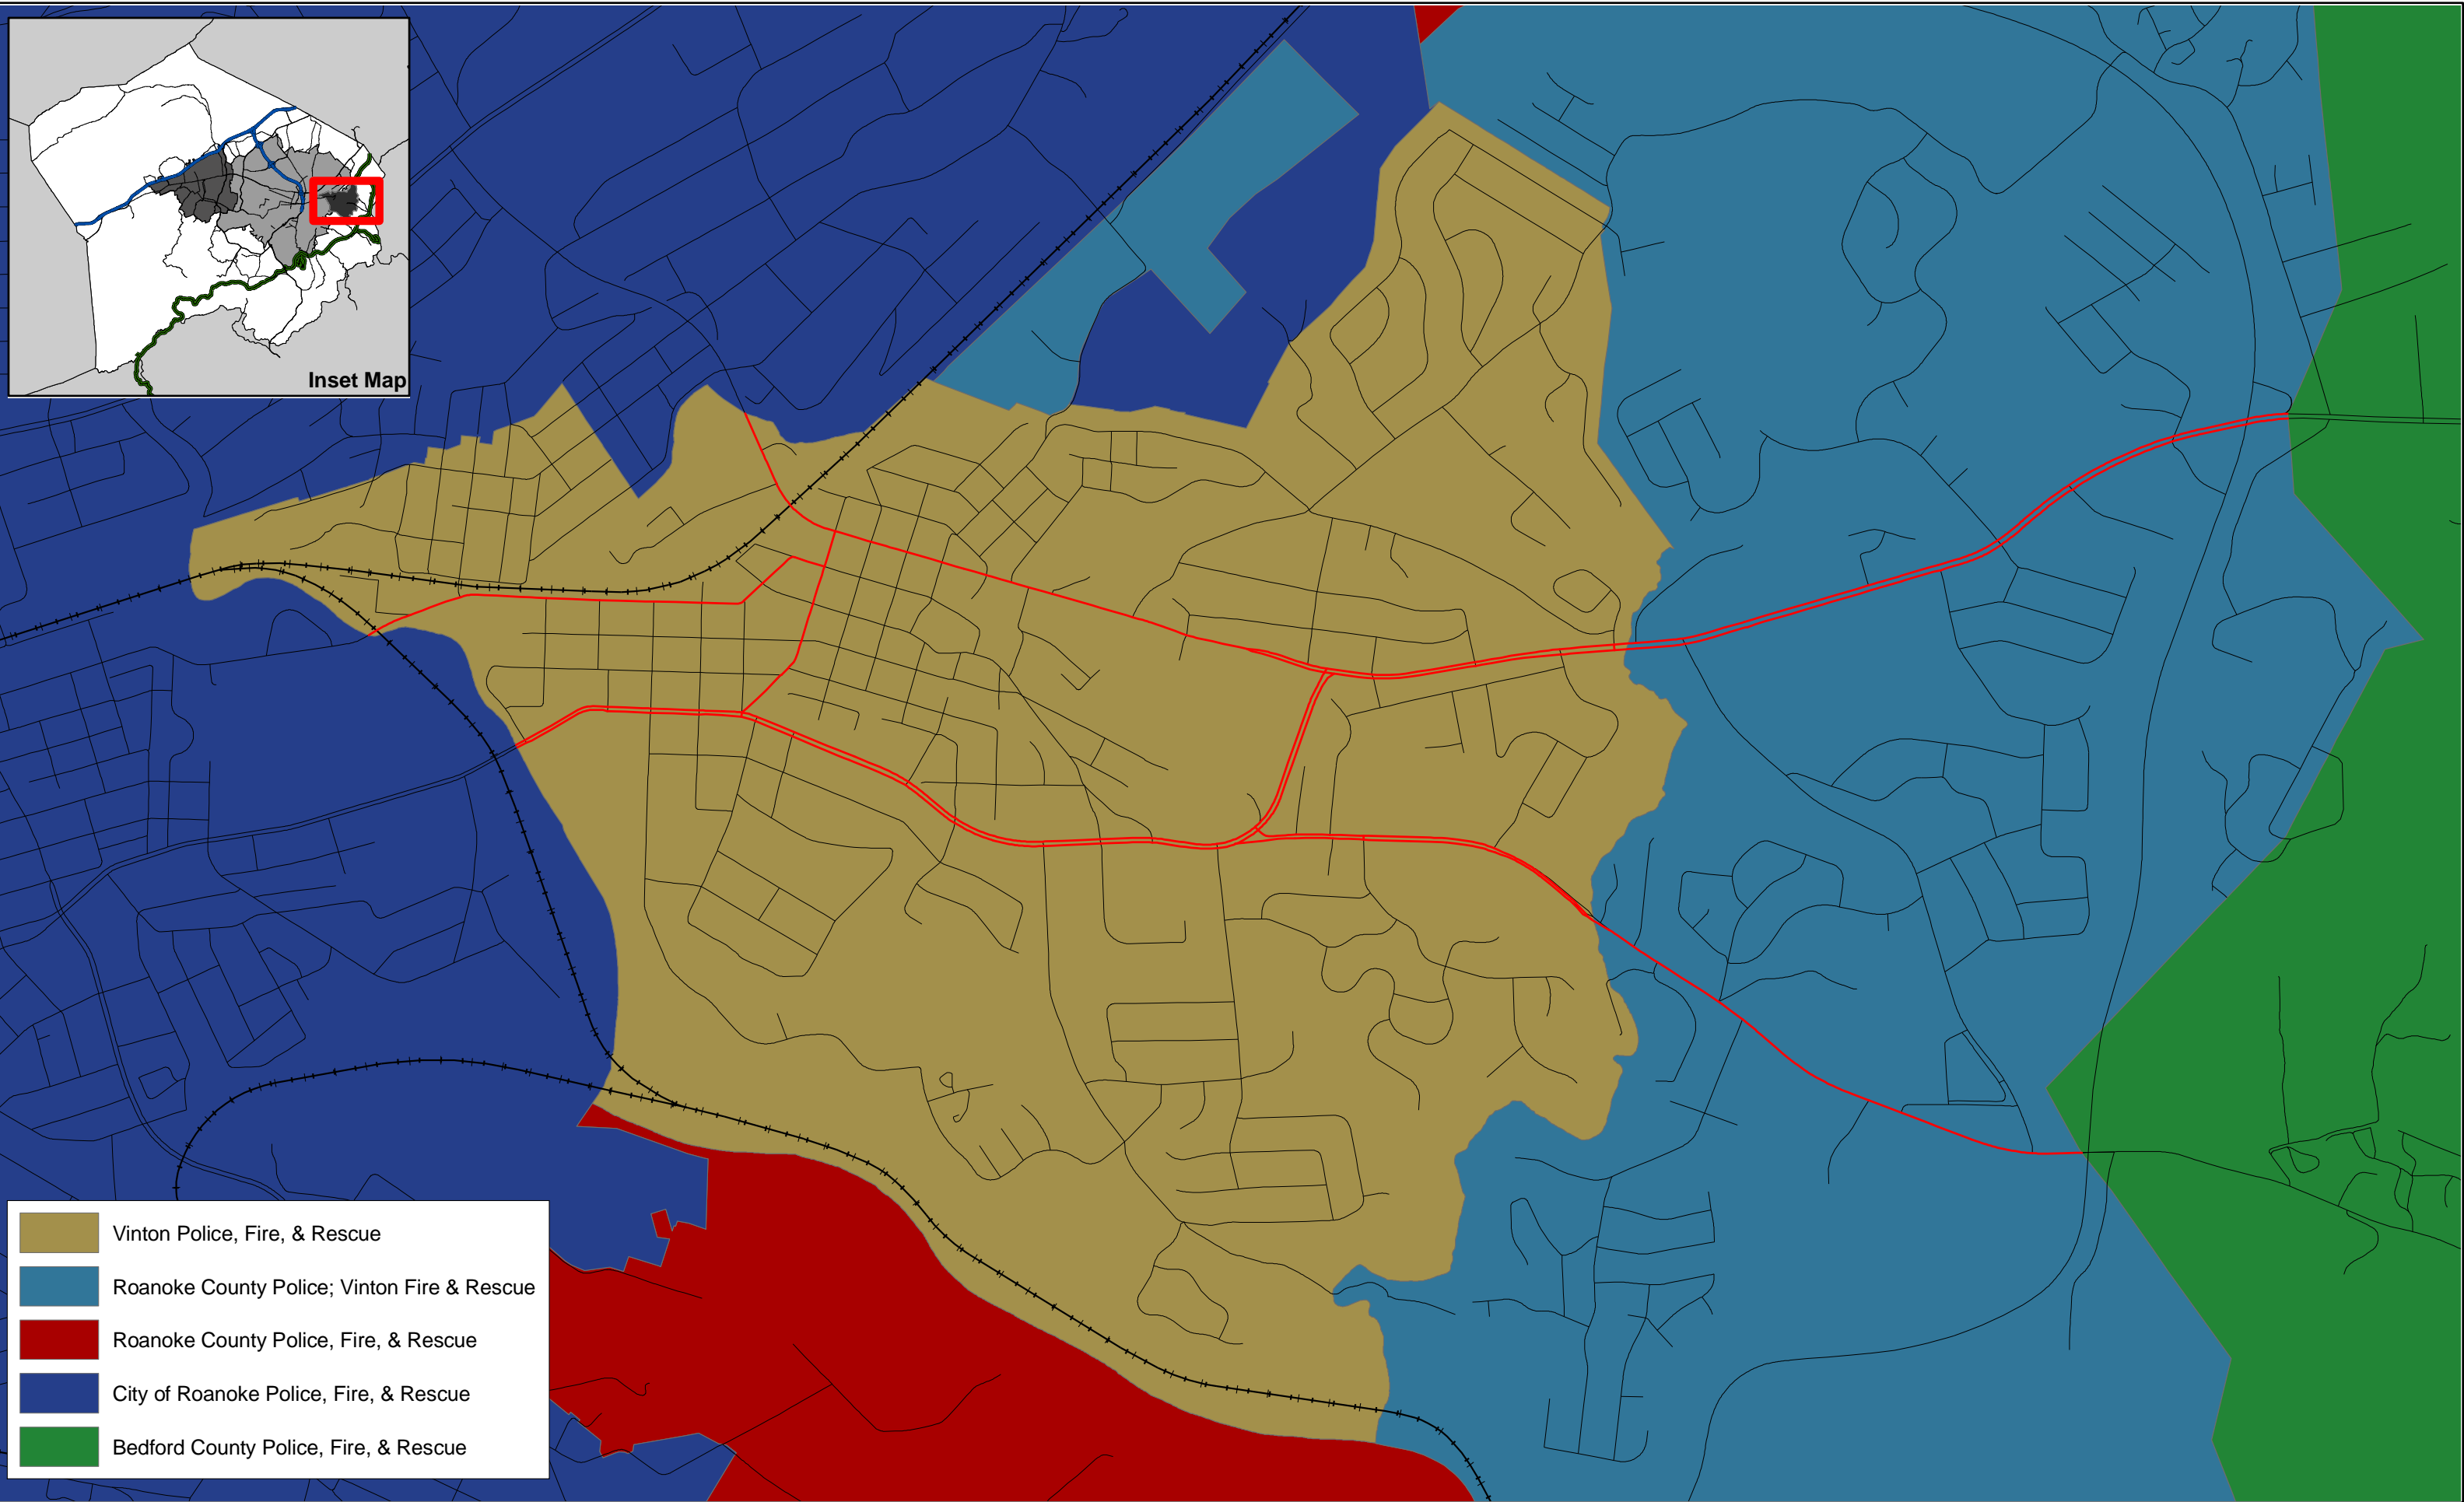 Inset Map
Vinton Police, Fire, & Rescue
Roanoke County Police; Vinton Fire & Rescue
Roanoke County Police, Fire, & Rescue
City of Roanoke Police, Fire, & Rescue
Bedford County Police, Fire, & Rescue